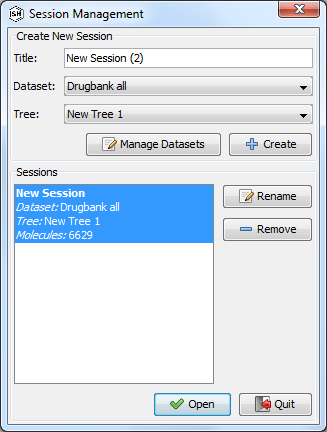 SH Session Management
Create New Session
Title: New Session (2)
Dataset: Drugbank all
Tree: New Tree 1
Manage Datasets Create
Sessions
New Session
Dataset: Drugbank all
Tree: New Tree 1
Molecules: 6629
Rename
Remove
Open Quit